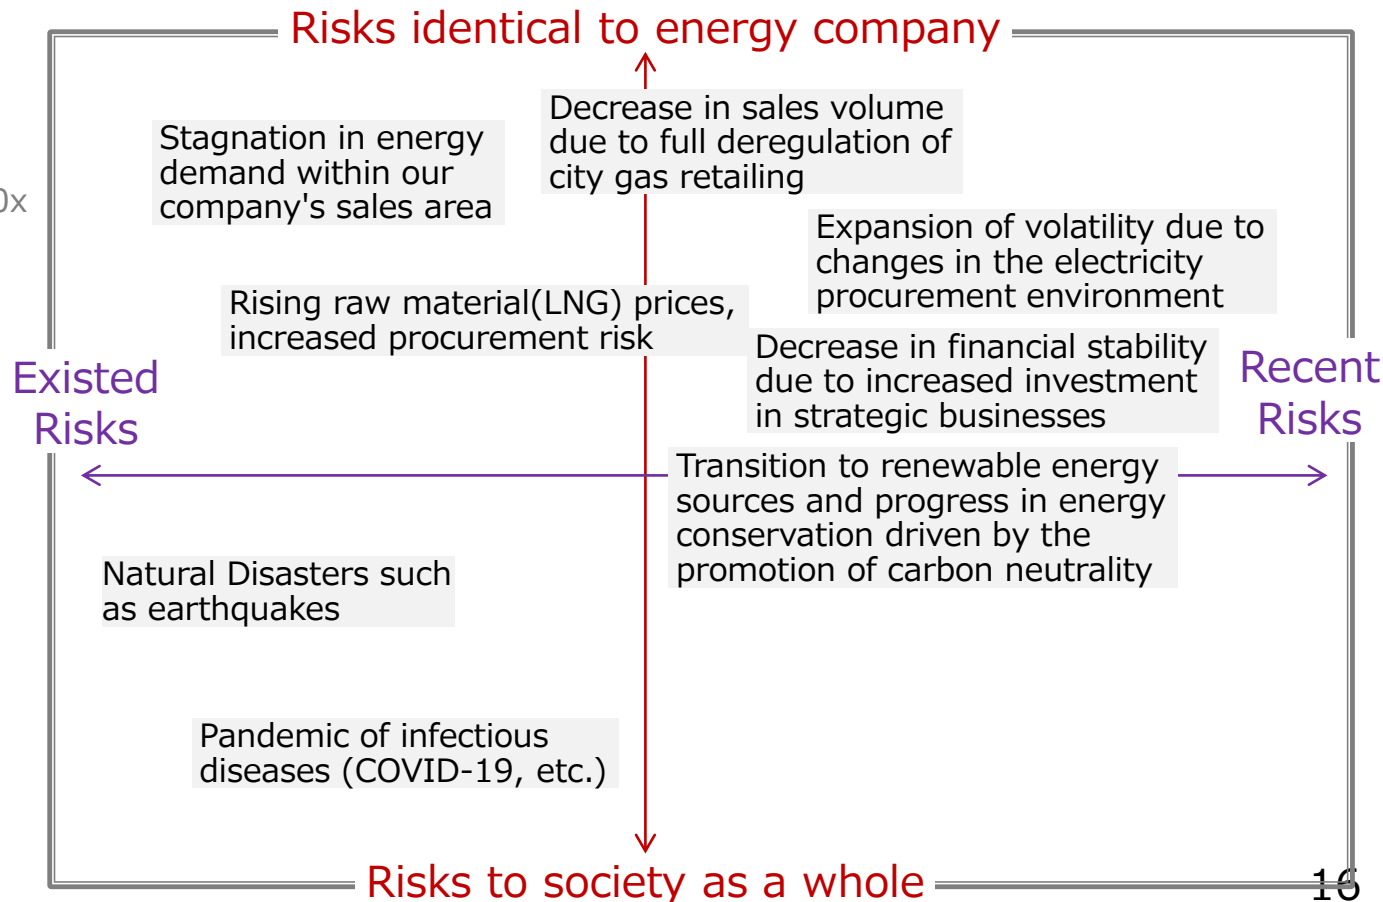 Risks identical to energy company
Decrease in sales volume
due to full deregulation of
city gas retailing
Stagnation in energy
demand within our
company's sales area
0x
Expansion of volatility due to
changes in the electricity
procurement environment
Rising raw material(LNG) prices,
increased procurement risk
Decrease in financial stability
due to increased investment
in strategic businesses
Existed
Risks
Recent
Risks
Transition to renewable energy
sources and progress in energy
conservation driven by the
promotion of carbon neutrality
Natural Disasters such
as earthquakes
Pandemic of infectious
diseases (COVID-19, etc.)
Risks to society as a whole
16